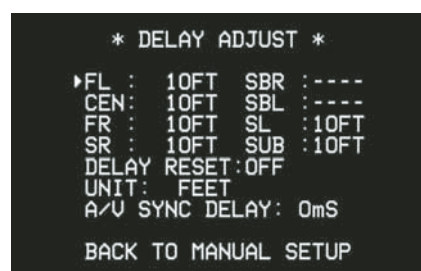 * DELAY ADJUST *
FL : 10FT SBR :----
CEN: 10FT SBL :----
FR : 10FT SL :10FT
SR : 10FT SUB :10FT
DELAY RESET:OFF
UNIT: FEET
A/V SYNC DELAY: 0mS
BACK TO MANUAL SETUP